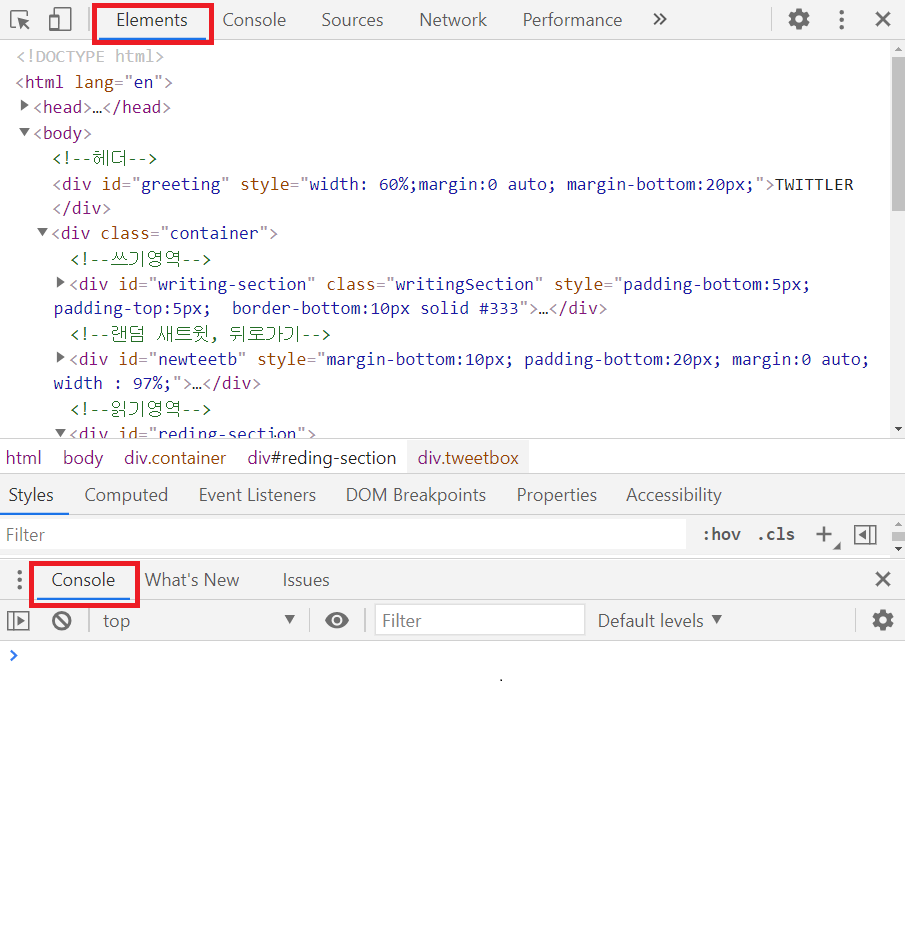 Elements Console Sources Network Performance »
<!DOCTYPE html>
<html lang="en">
<head>…</head>
<body>
<!--헤더-->
<div id="greeting" style="width: 60%;margin:0 auto; margin-bottom:20px;">TWITTLER
</div>
<div class="container">
<!--쓰기영역-->
<div id="writing-section" class="writingSection" style="padding-bottom:5px;
padding-top:5px;  border-bottom:10px solid #333">…</div>
<!--랜덤 새트윗, 뒤로가기-->
<div id="newteetb" style="margin-bottom:10px; padding-bottom:20px; margin:0 auto;
width : 97%;">…</div>
<!--읽기영역-->
<div id="reding-section">
html body div.container div#reding-section div.tweetbox
Styles Computed Event Listeners DOM Breakpoints Properties Accessibility
Filter :hov .cls +
Console What's New Issues
top Filter Default levels